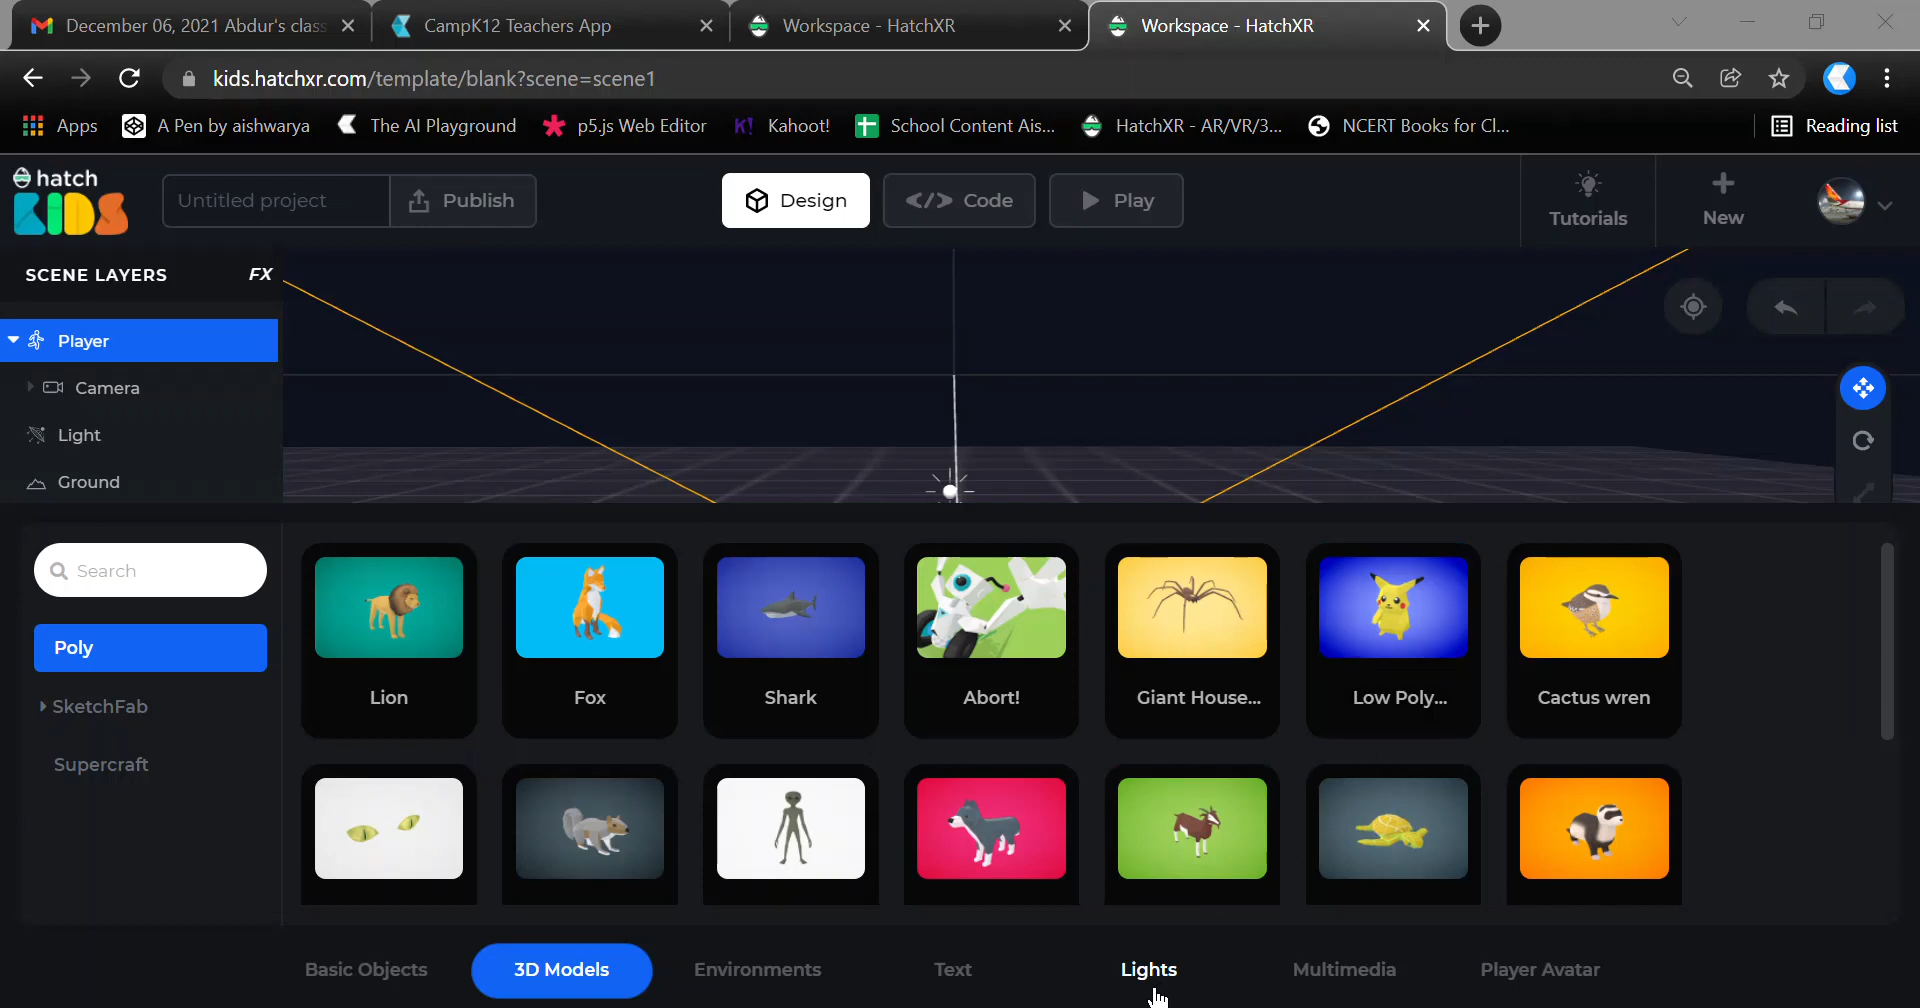 December 06, 2021 Abdur's clas
CampK12 Teachers App
Workspace - HatchXR
Workspace - HatchXR
kids.hatchxr.com/template/blank?scene=scene1
Apps
A Pen by aishwarya
The AI Playground
p5.js Web Editor
K! Kahoot!
School Content Ais...
HatchXR - AR/VR/3...
NCERT Books for Cl...
Reading list
hatch
KIDS
Untitled project
Publish
Design
</> Code
Play
Tutorials
New
SCENE LAYERS
FX
Player
Camera
Light
Ground
Search
Poly
SketchFab
Supercraft
Lion
Fox
Shark
Abort!
Giant House...
Low Poly...
Cactus wren
Basic Objects
3D Models
Environments
Text
Lights
Multimedia
Player Avatar